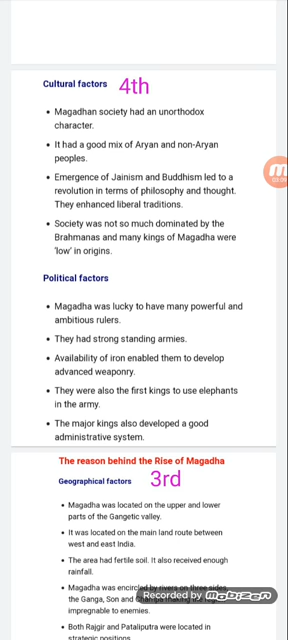 Cultural factors 4th
• Magadhan society had an unorthodox
character.
• It had a good mix of Aryan and non-Aryan
peoples.
• Emergence of Jainism and Buddhism led to a
revolution in terms of philosophy and thought.
They enhanced liberal traditions.
• Society was not so much dominated by the
Brahmanas and many kings of Magadha were
'low' in origins.
Political factors
• Magadha was lucky to have many powerful and
ambitious rulers.
• They had strong standing armies.
• Availability of iron enabled them to develop
advanced weaponry.
• They were also the first kings to use elephants
in the army.
• The major kings also developed a good
administrative system.
The reason behind the Rise of Magadha
Geographical factors 3rd
• Magadha was located on the upper and lower
parts of the Gangetic valley.
• It was located on the main land route between
west and east India.
• The area had fertile soil. It also received enough
rainfall.
• Magadha was encircled by rivers on three sides,
the Ganga, Son and Champa making the region
impregnable to enemies.
Recorded by mobizen
• Both Rajgir and Pataliputra were located in
strategic positions.